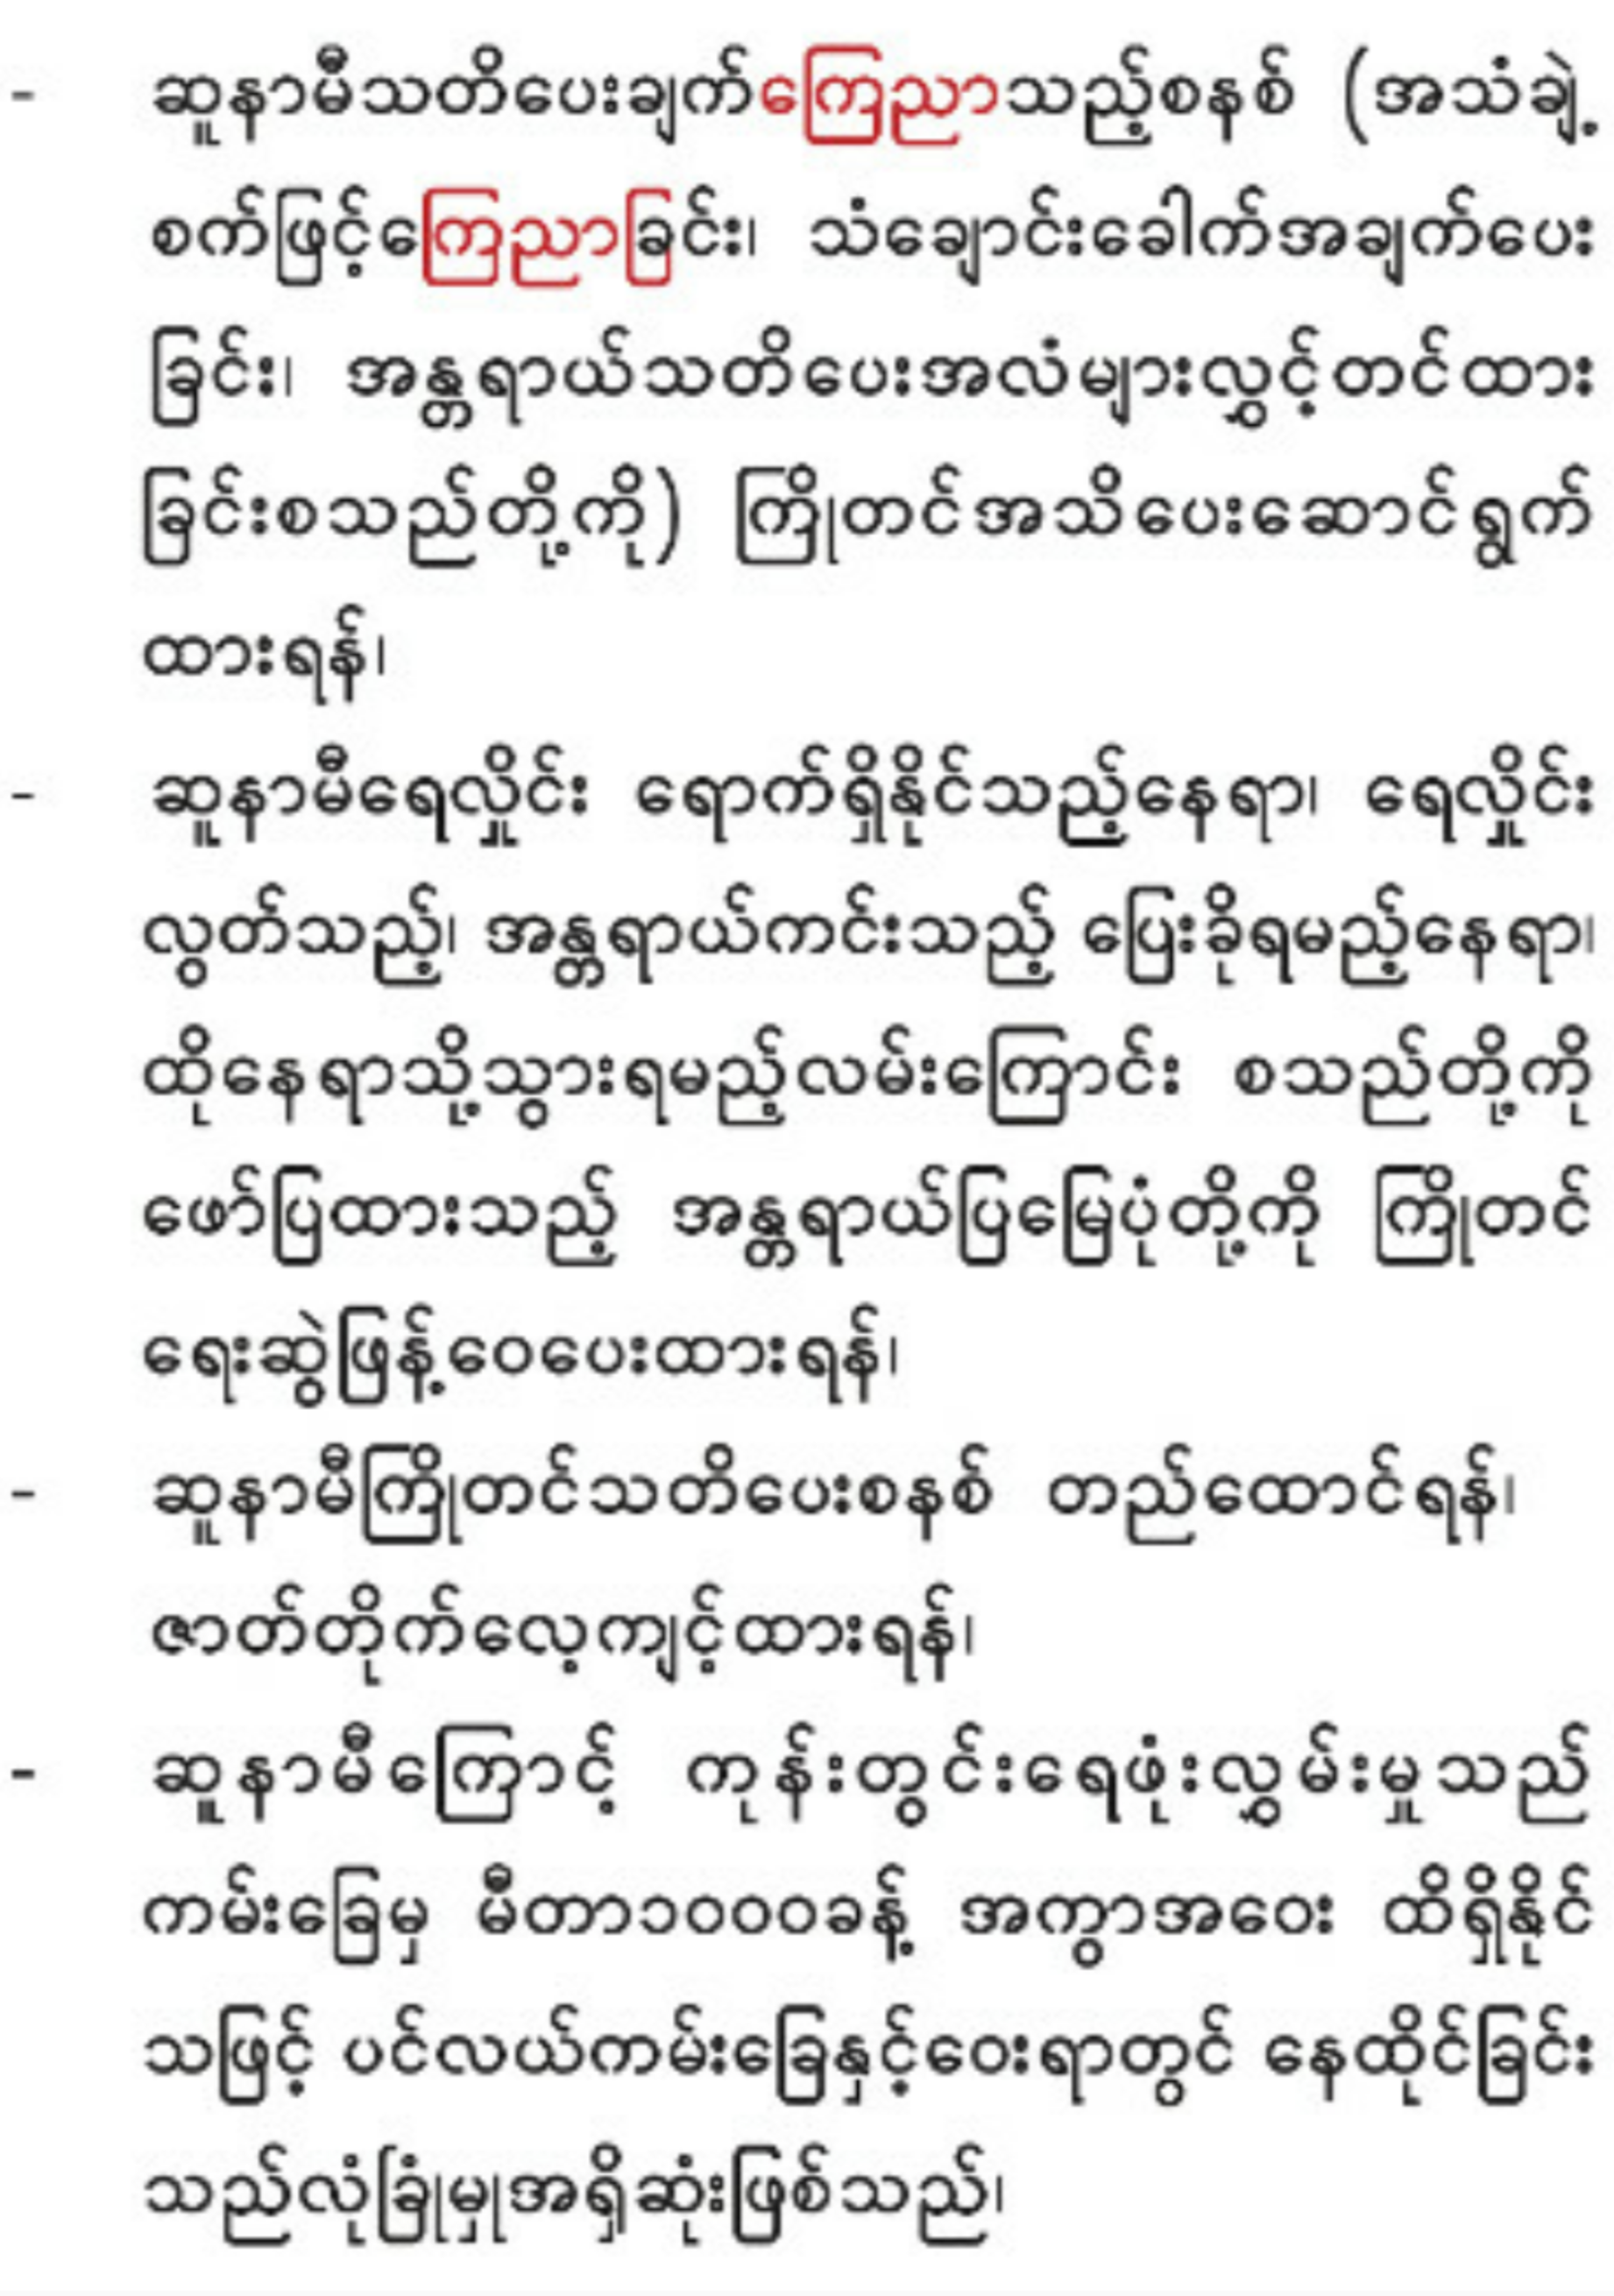 - ဆူနာမီသတိပေးချက်ကြေညာသည့်စနစ် (အသံချဲ့
စက်ဖြင့်ကြေညာခြင်း၊ သံချောင်းခေါက်အချက်ပေး
ခြင်း၊ အန္တရာယ်သတိပေးအလံများလွှင့်တင်ထား
ခြင်းစသည်တို့ကို) ကြိုတင်အသိပေးဆောင်ရွက်
ထားရန်၊
- ဆူနာမီရေလှိုင်း ရောက်ရှိနိုင်သည့်နေရာ၊ ရေလှိုင်း
လွတ်သည့်၊ အန္တရာယ်ကင်းသည့် ပြေးခိုရမည့်နေရာ၊
ထိုနေရာသို့သွားရမည့်လမ်းကြောင်း စသည်တို့ကို
ဖော်ပြထားသည့် အန္တရာယ်ပြမြေပုံတို့ကို ကြိုတင်
ရေးဆွဲဖြန့်ဝေပေးထားရန်၊
- ဆူနာမီကြိုတင်သတိပေးစနစ် တည်ထောင်ရန်၊
ဇာတ်တိုက်လေ့ကျင့်ထားရန်၊
- ဆူနာမီကြောင့် ကုန်းတွင်းရေဖုံးလွှမ်းမှုသည်
ကမ်းခြေမှ မီတာ၁၀၀၀ခန့် အကွာအဝေး ထိရှိနိုင်
သဖြင့် ပင်လယ်ကမ်းခြေနှင့်ဝေးရာတွင် နေထိုင်ခြင်း
သည်လုံခြုံမှုအရှိဆုံးဖြစ်သည်၊